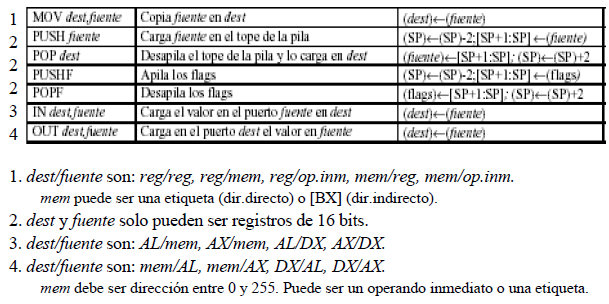 1 MOV dest,fuente Copia fuente en dest (dest)←(fuente)
2 PUSH fuente Carga fuente en el tope de la pila (SP)←(SP)-2;[SP+1:SP]←(fuente)
2 POP dest Desapila el tope de la pila y lo carga en dest (fuente)←[SP+1:SP]; (SP)←(SP)+2
2 PUSHF Apila los flags (SP)←(SP)-2;[SP+1:SP]←(flags)
2 POPF Desapila los flags (flags)←[SP+1:SP]; (SP)←(SP)+2
3 IN dest,fuente Carga el valor en el puerto fuente en dest (dest)←(fuente)
4 OUT dest,fuente Carga en el puerto dest el valor en fuente (dest)←(fuente)
1. dest/fuente son: reg/reg, reg/mem, reg/op.inm, mem/reg, mem/op.inm.
mem puede ser una etiqueta (dir.directo) o [BX] (dir.indirecto).
2. dest y fuente solo pueden ser registros de 16 bits.
3. dest/fuente son: AL/mem, AX/mem, AL/DX, AX/DX.
4. dest/fuente son: mem/AL, mem/AX, DX/AL, DX/AX.
mem debe ser dirección entre 0 y 255. Puede ser un operando inmediato o una etiqueta.